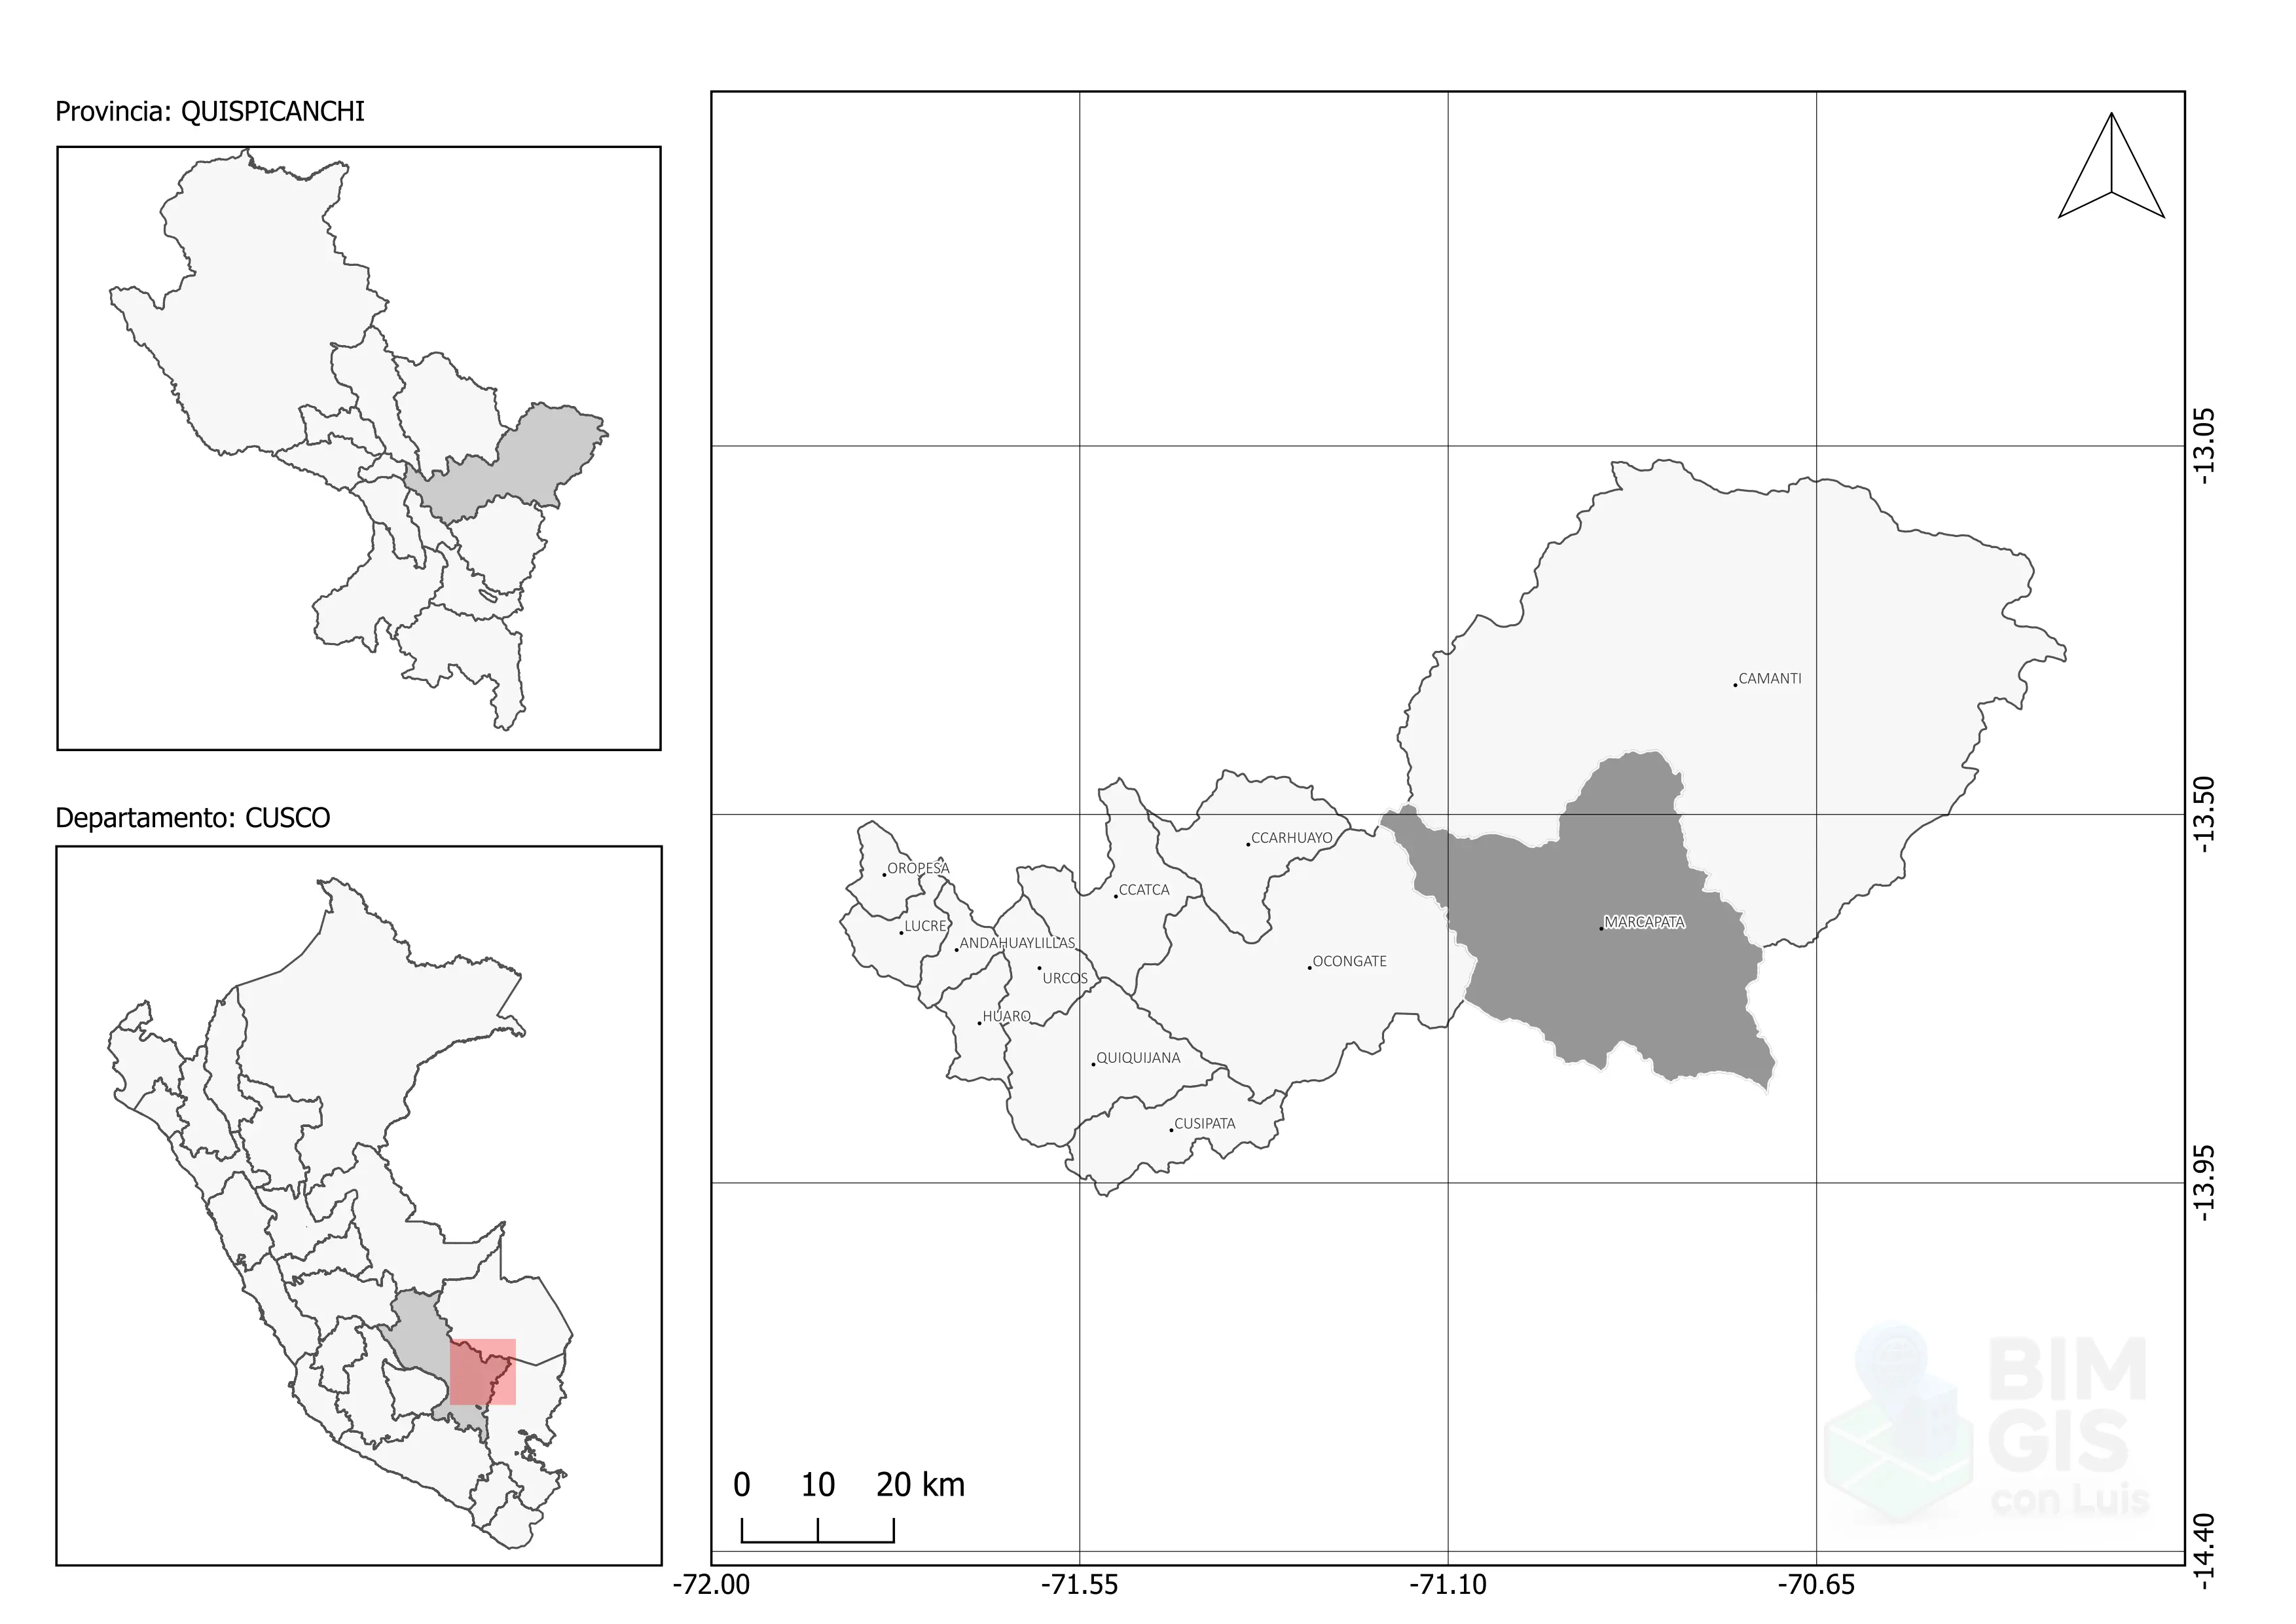 Provincia: QUISPICANCHI
Departamento: CUSCO
CAMANTI
CCARHUAYO
OROPESA
CCATCA
MARCAPATA
LUCRE
ANDAHUAYLILLAS
OCONGATE
URCOS
HUARO
QUIQUIJANA
CUSIPATA
-13.05
-13.50
-13.95
-14.40
BIM
GIS
con Luis
0 10 20 km
-72.00 -71.55 -71.10 -70.65